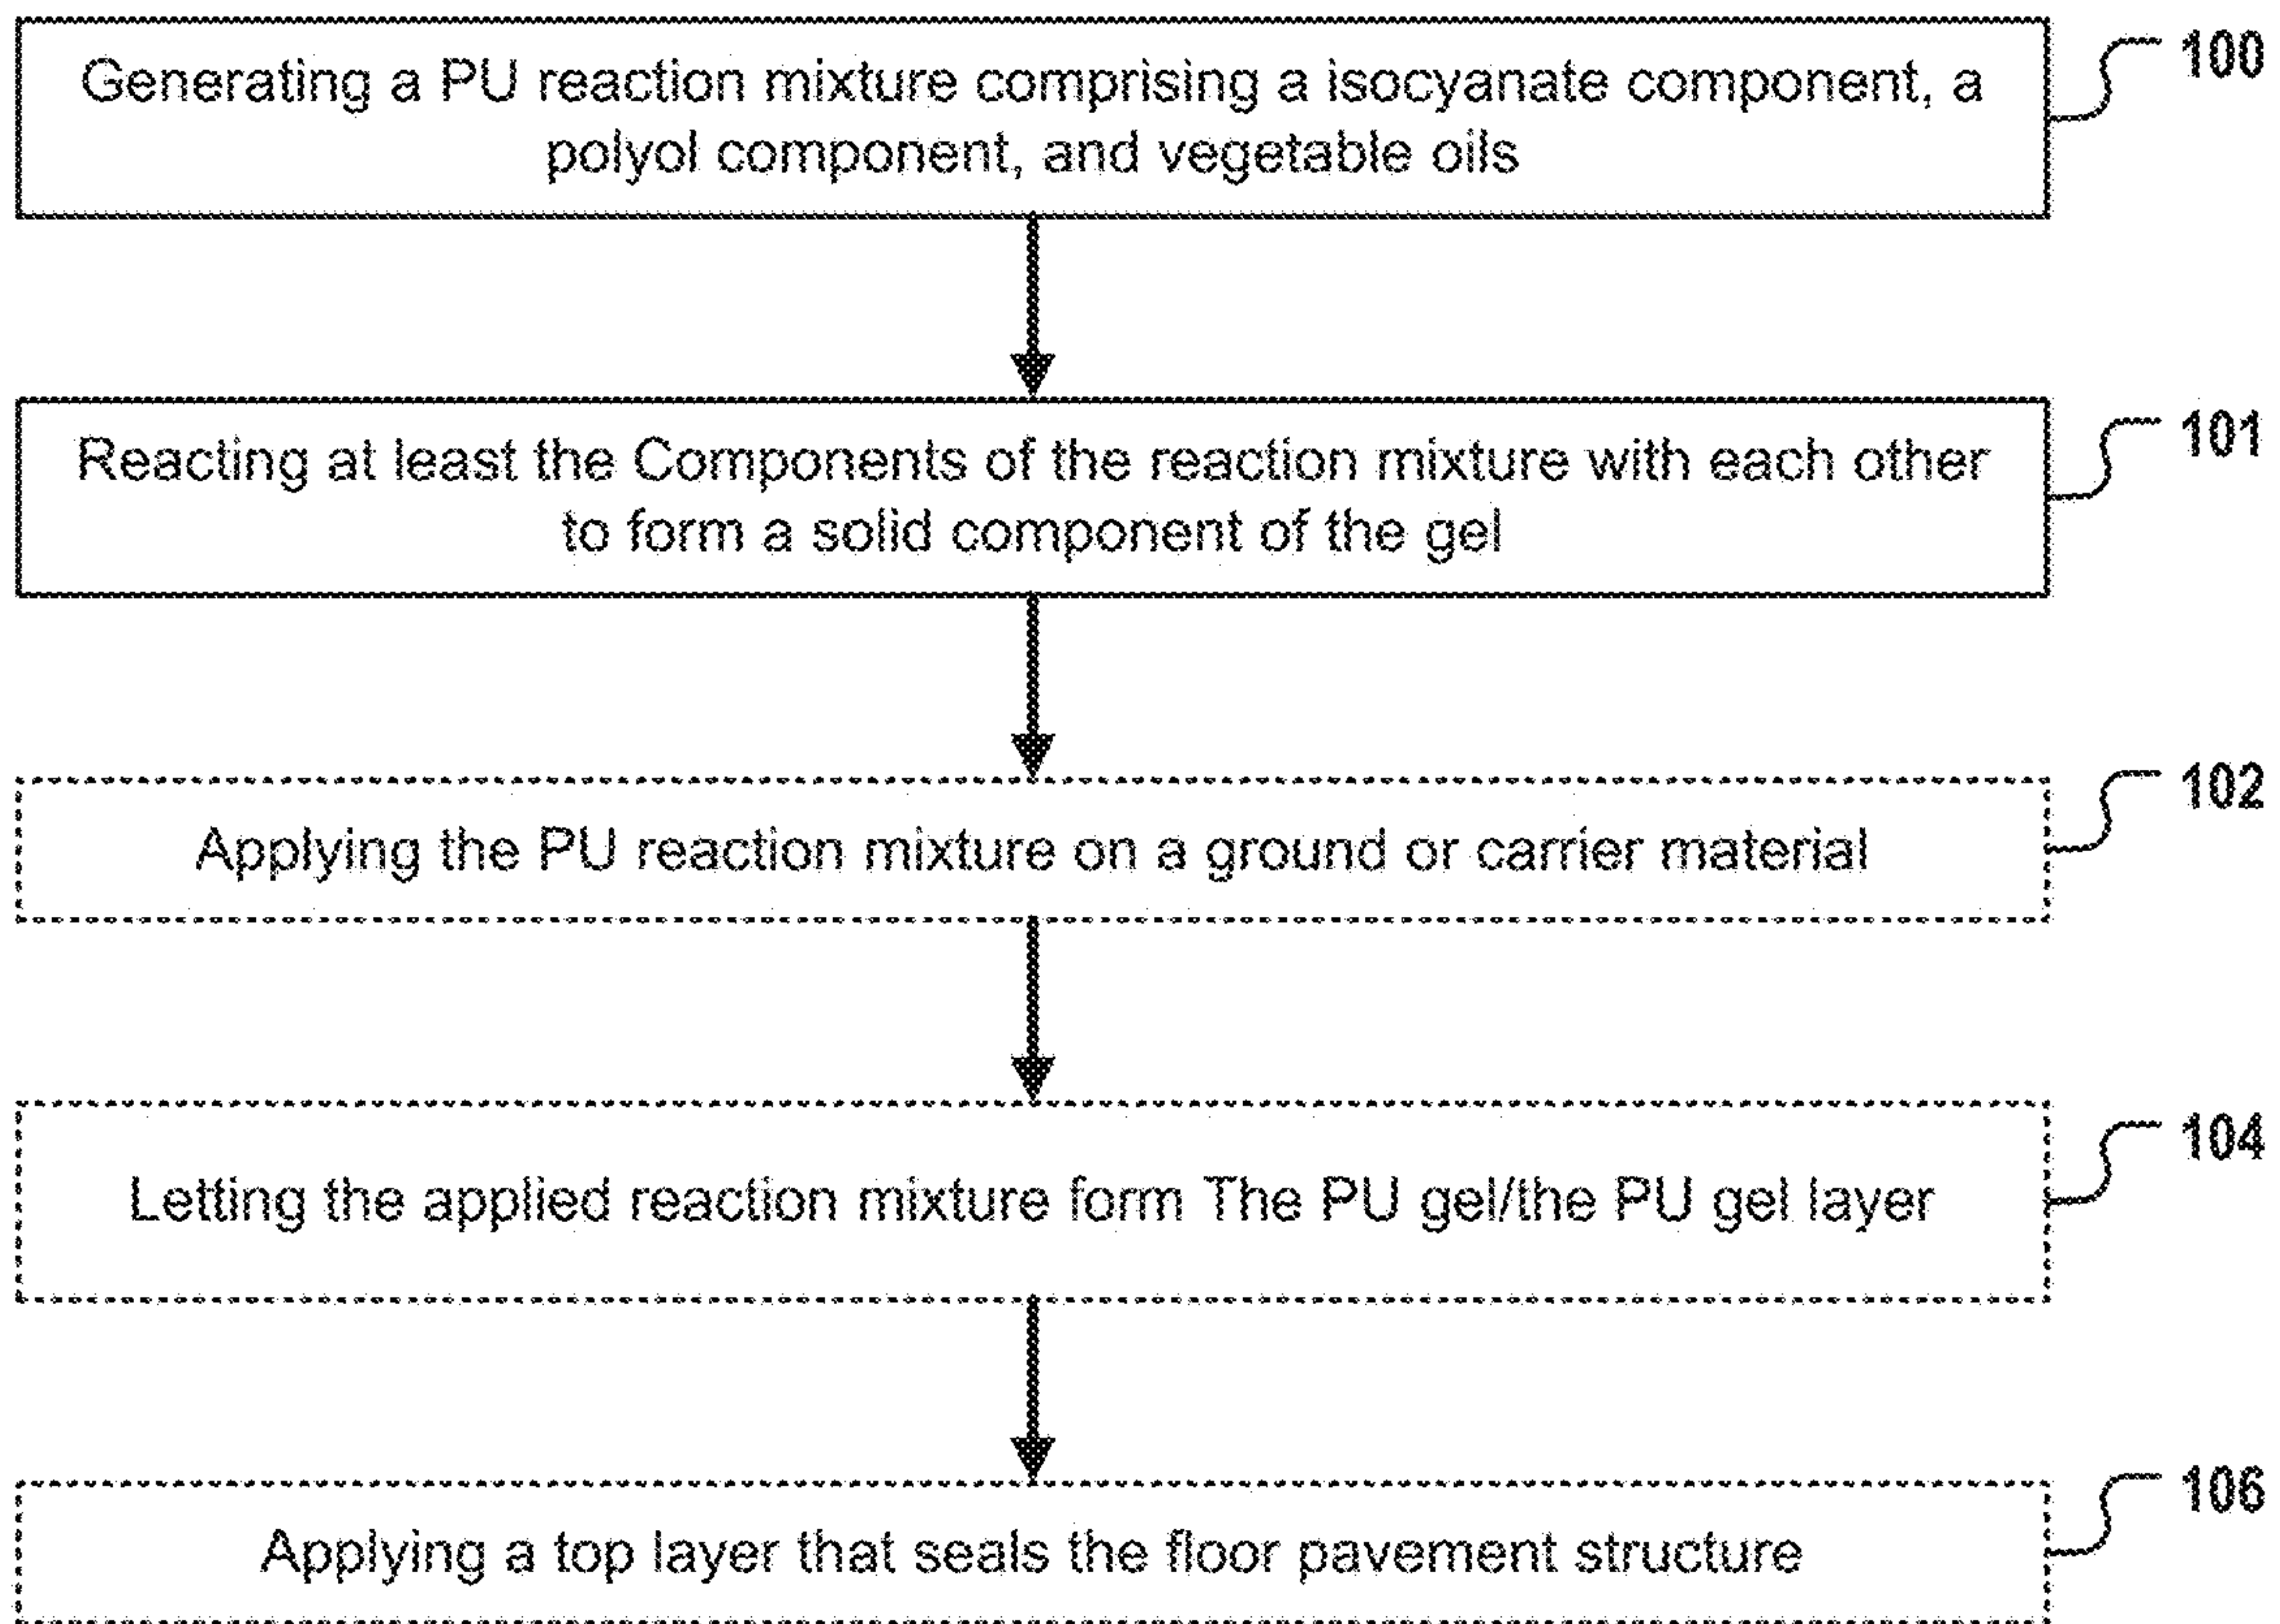 Generating a PU reaction mixture comprising a isocyanate component, a
polyol component, and vegetable oils
100
Reacting at least the Components of the reaction mixture with each other
to form a solid component of the gel
101
Applying the PU reaction mixture on a ground or carrier material
102
Letting the applied reaction mixture form The PU gel/the PU gel layer
104
Applying a top layer that seals the floor pavement structure
106